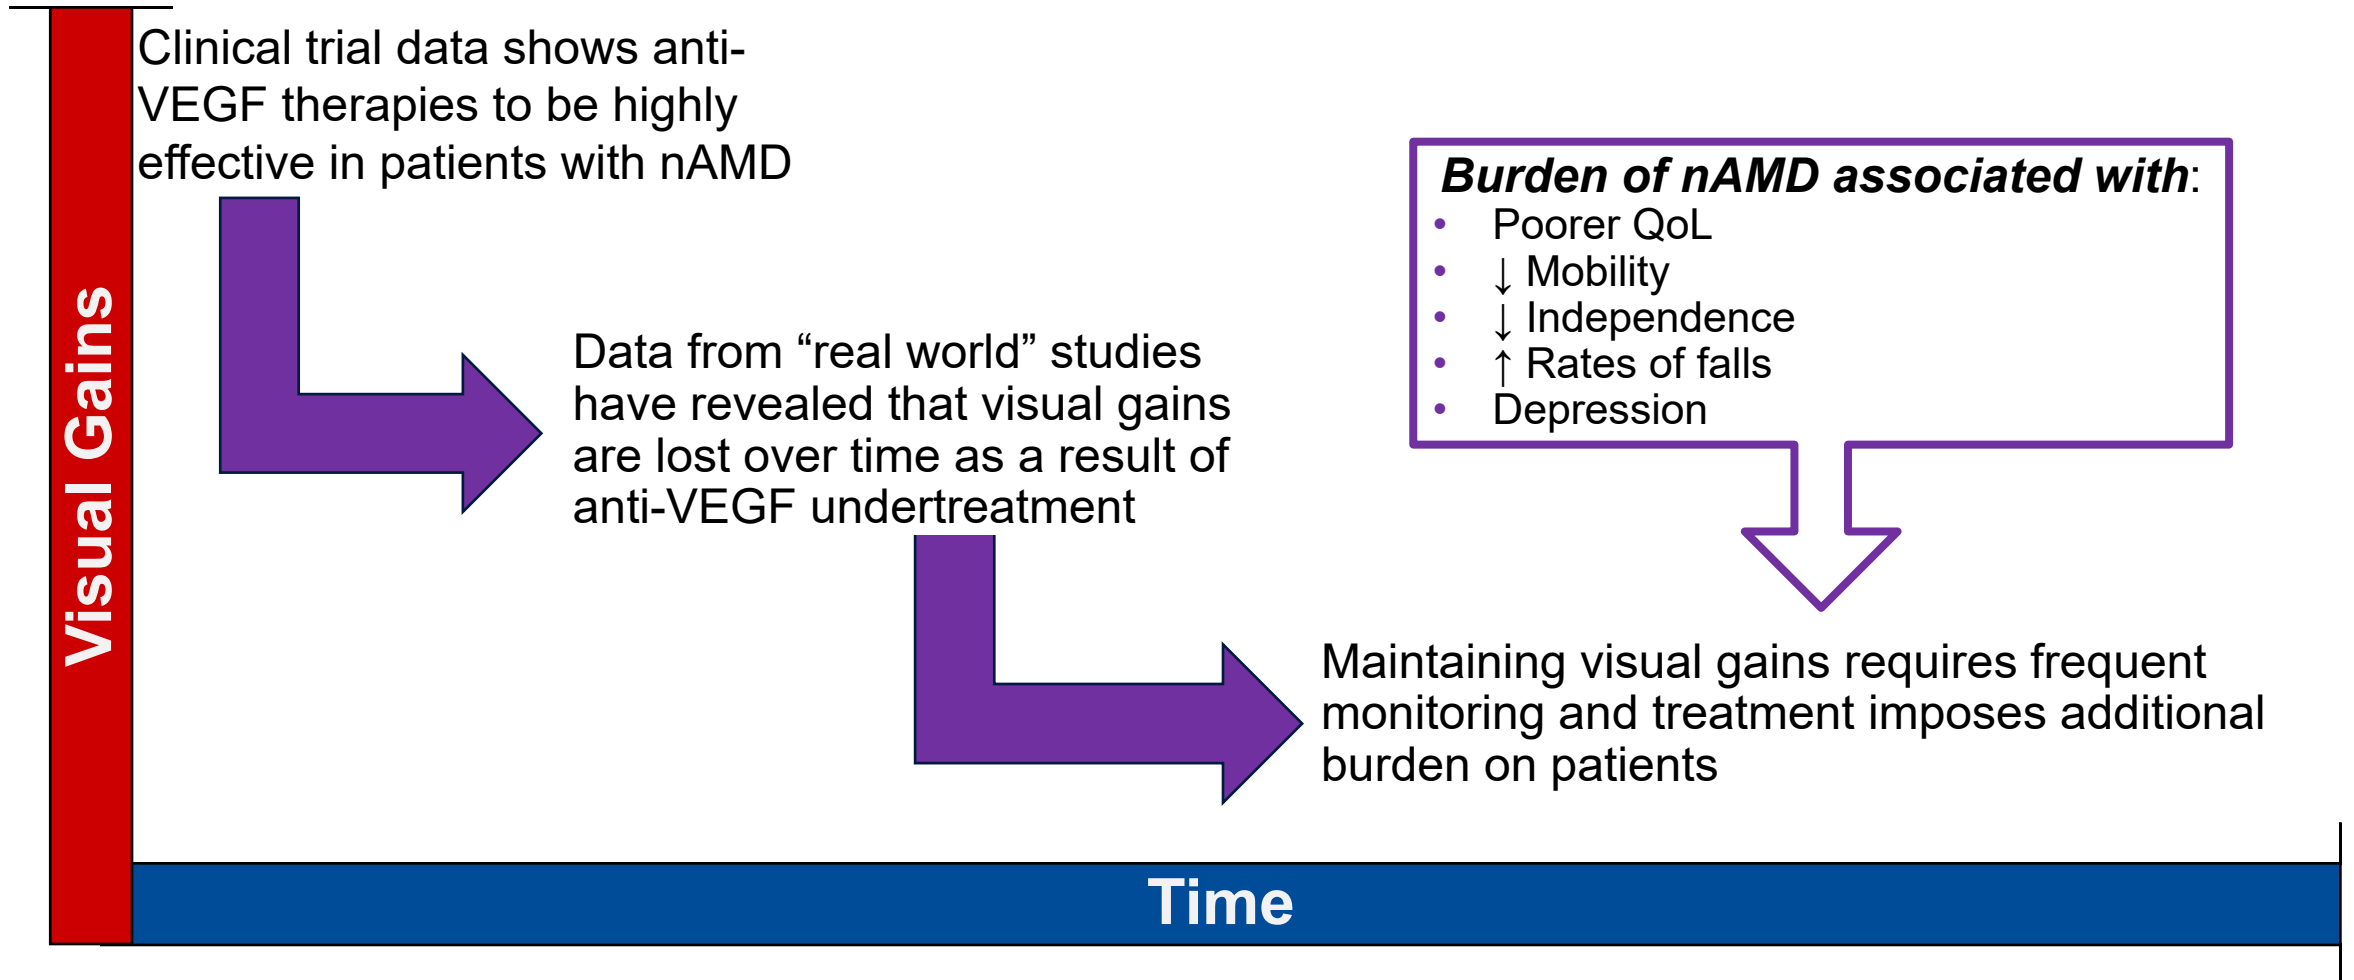 Clinical trial data shows anti-
VEGF therapies to be highly
effective in patients with nAMD
Visual Gains
Data from “real world” studies
have revealed that visual gains
are lost over time as a result of
anti-VEGF undertreatment
Burden of nAMD associated with:
• Poorer QoL
• ↓ Mobility
• ↓ Independence
• ↑ Rates of falls
• Depression
Maintaining visual gains requires frequent
monitoring and treatment imposes additional
burden on patients
Time